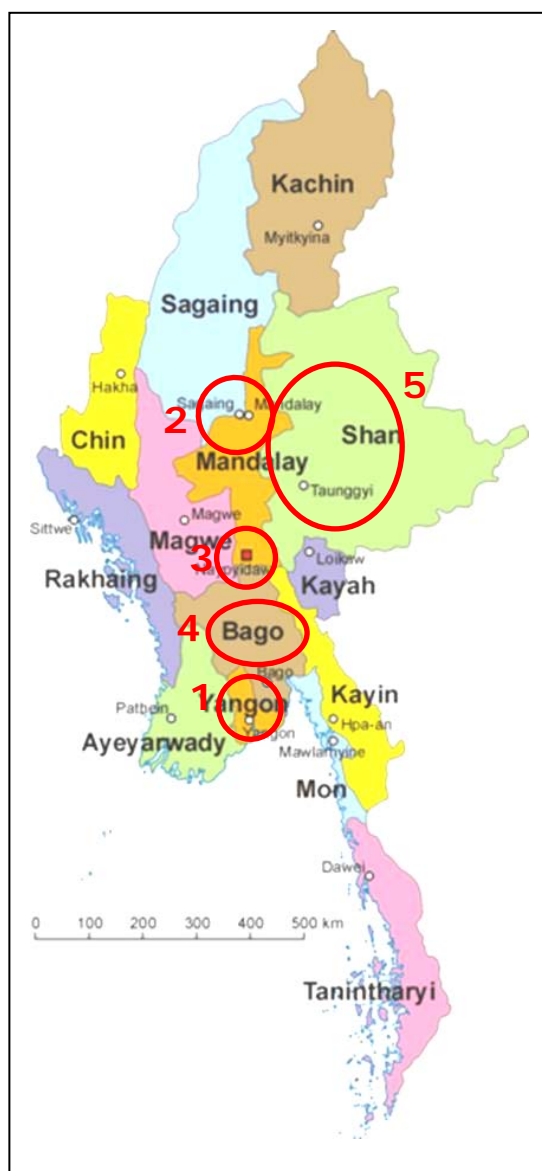 Kachin
Myitkyina
Sagaing
Hakha
Chin
5
2
Sagaing
Mandalay
Shan
Mandalay
Taunggyi
Magwe
Sittwe
Magwe
3
Naypyidaw
Loikaw
Rakhaing
Kayah
4
Bago
Bago
1
Yangon
Kayin
Pathein
Yangon
Hpa-an
Ayeyarwady
Mawlamyine
Mon
Dawei
0 100 200 300 400 500 km
Tanintharyi